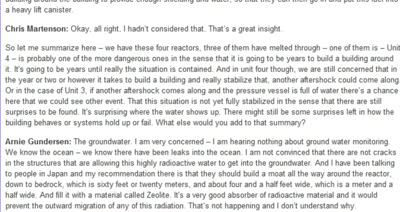 building around the building to provide enough shielding and water, so that they can then go in and put this fuel into
a heavy lift canister.
Chris Martenson: Okay, all right. I hadn't considered that. That's a great insight.
So let me summarize here – we have these four reactors, three of them have melted through – one of them is – Unit
4 – is probably one of the more dangerous ones in the sense that it is going to be years to build a building around
it. It's going to be years until really the situation is contained. And in unit four though, we are still concerned that in
the year or two or however it takes to build a building and really stabilize that, another aftershock could come along.
Or in the case of Unit 3, if another aftershock comes along and the pressure vessel is full of water there's a chance
here that we could see other event. That this situation is not yet fully stabilized in the sense that there are still
surprises to be found. It's surprising where the water shows up. There might still be some surprises left in how the
building behaves or systems hold up or fail. What else would you add to that summary?
Arnie Gundersen: The groundwater. I am very concerned – I am hearing nothing about ground water monitoring.
We know the ocean – we know there have been leaks into the ocean. I am not convinced that there are not cracks
in the structures that are allowing this highly radioactive water to get into the groundwater. And I have been talking
to people in Japan and my recommendation there is that they should build a moat all the way around the reactor,
down to bedrock, which is sixty feet or twenty meters, and about four and a half feet wide, which is a meter and a
half wide. And fill it with a material called Zeolite. It's a very good absorber of radioactive material and it would
prevent the outward migration of any of this radiation. That's not happening and I don't understand why.